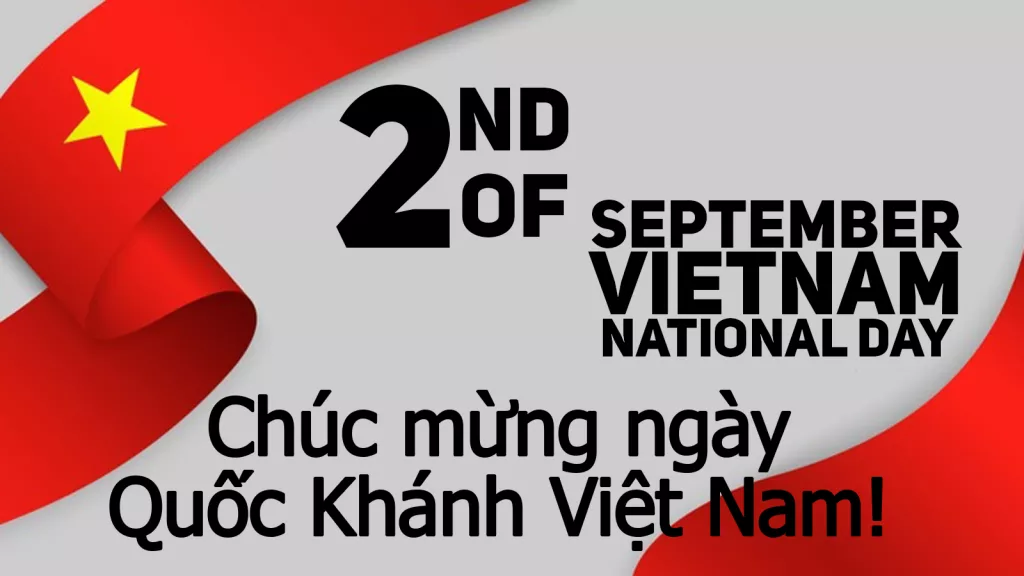 2ND
OF
SEPTEMBER
VIETNAM
NATIONAL DAY
Chúc mừng ngày
Quốc Khánh Việt Nam!